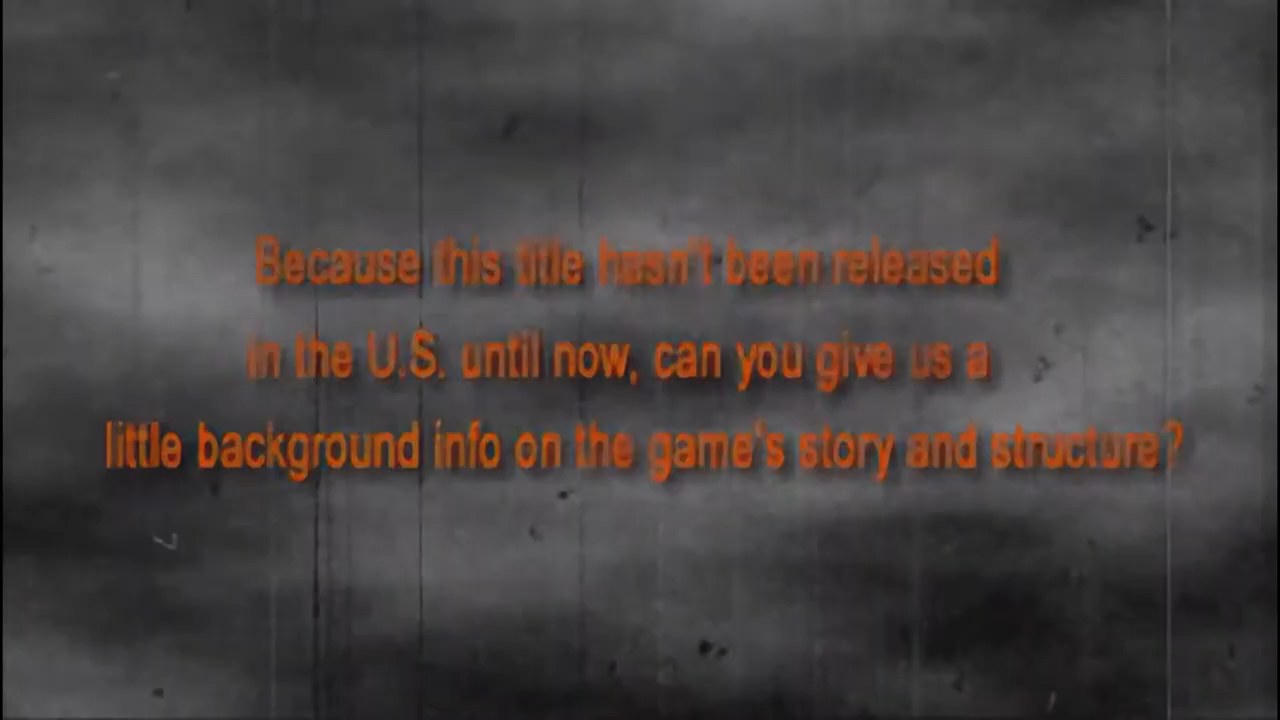 Because this title hasn't been released
in the U.S. until now, can you give us a
little background info on the game's story and structure?